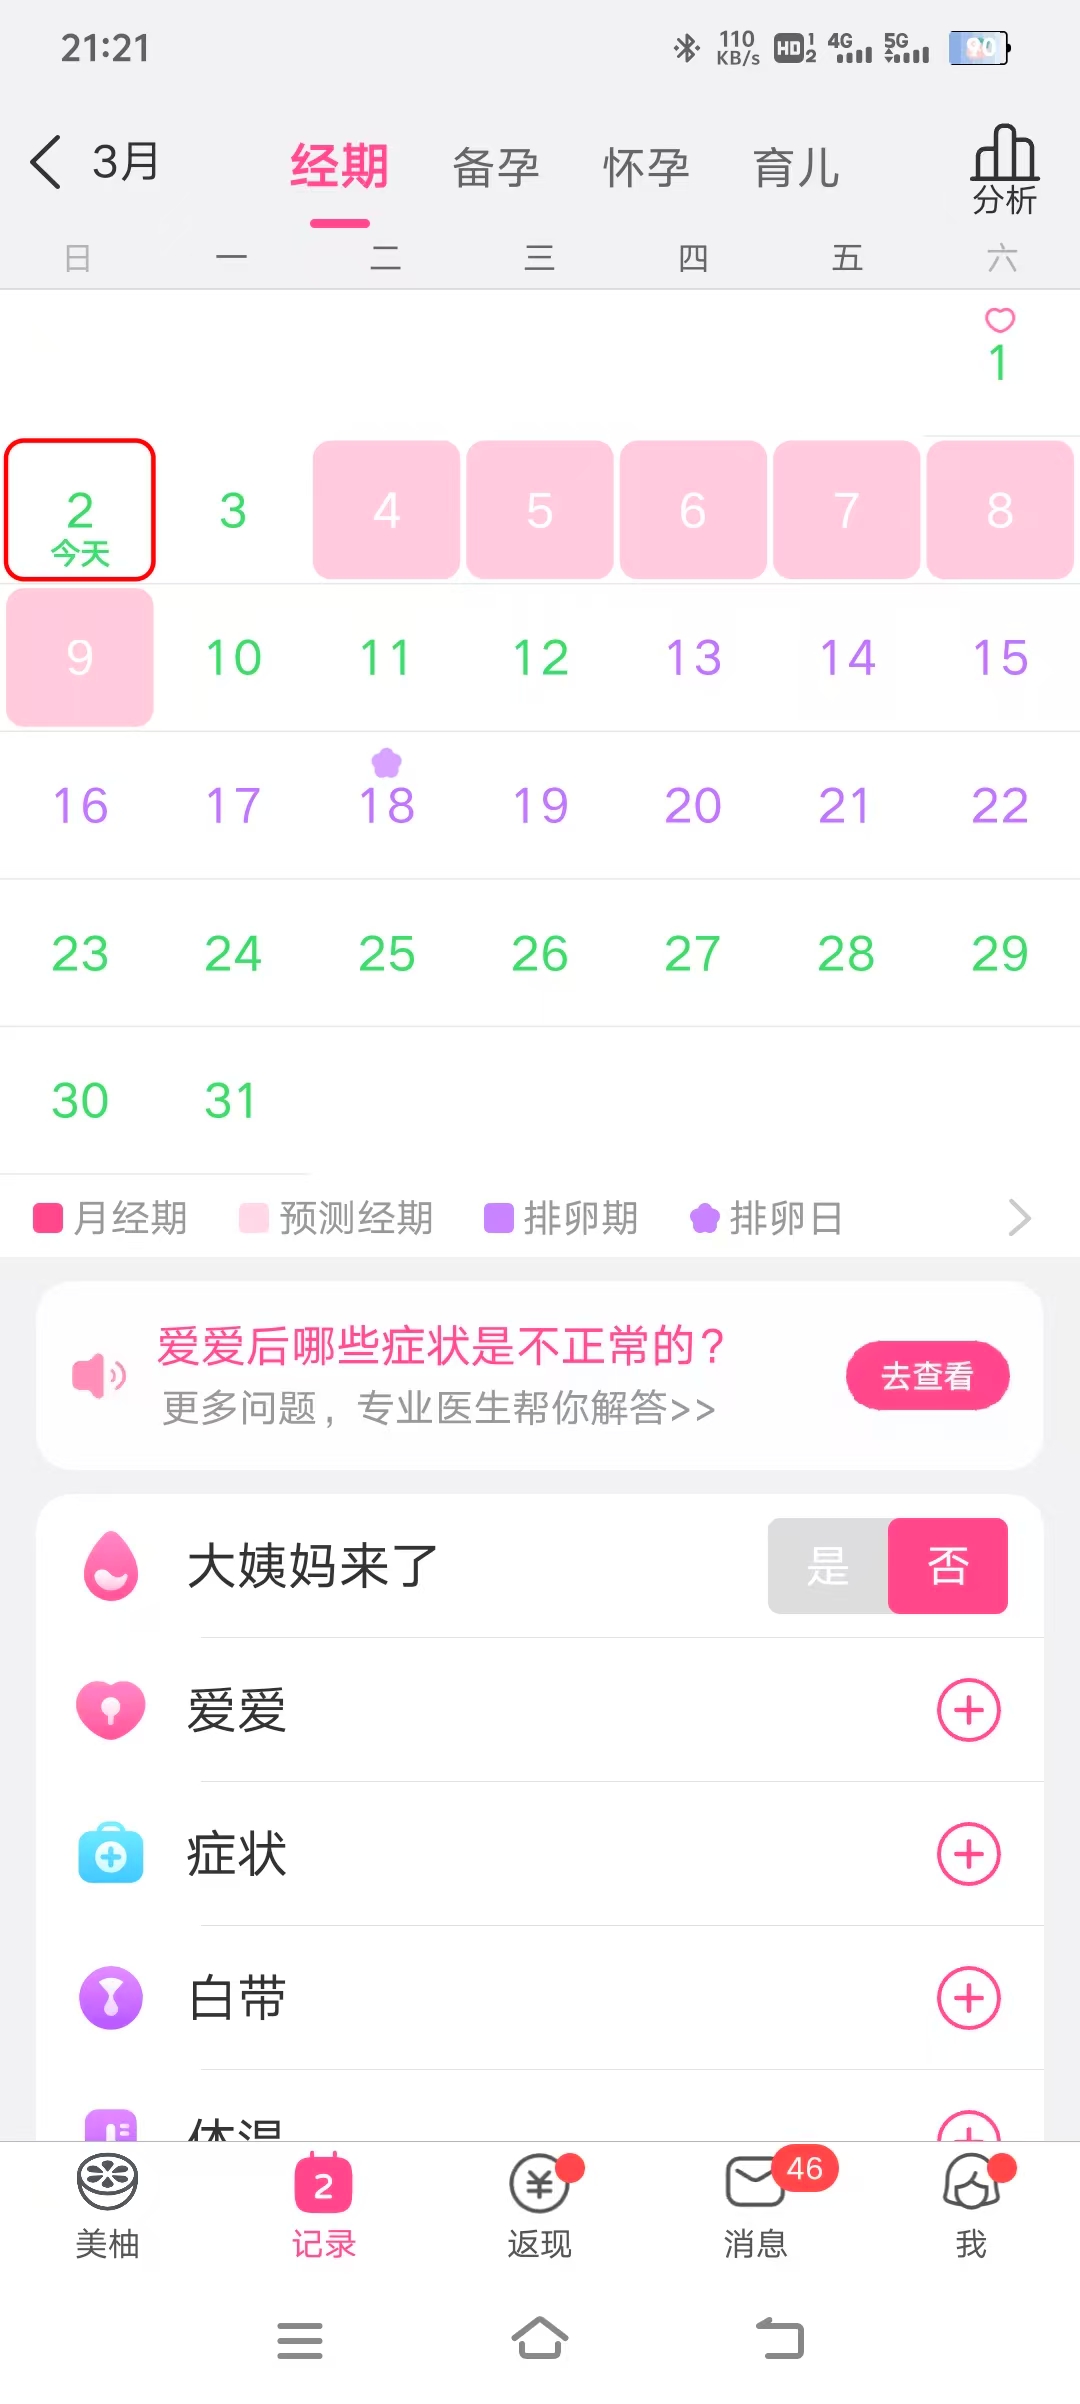 21:21
110 KB/s HD 1 2 4G 5G 90
3月 经期 备孕 怀孕 育儿 分析
日 一 二 三 四 五 六
1
2 3 4 5 6 7 8
今天
9 10 11 12 13 14 15
16 17 18 19 20 21 22
23 24 25 26 27 28 29
30 31
月经期 预测经期 排卵期 排卵日
爱爱后哪些症状是不正常的?
更多问题，专业医生帮你解答>>
去查看
大姨妈来了 是 否
爱爱
症状
白带
体温
2 ¥ 46
美柚 记录 返现 消息 我